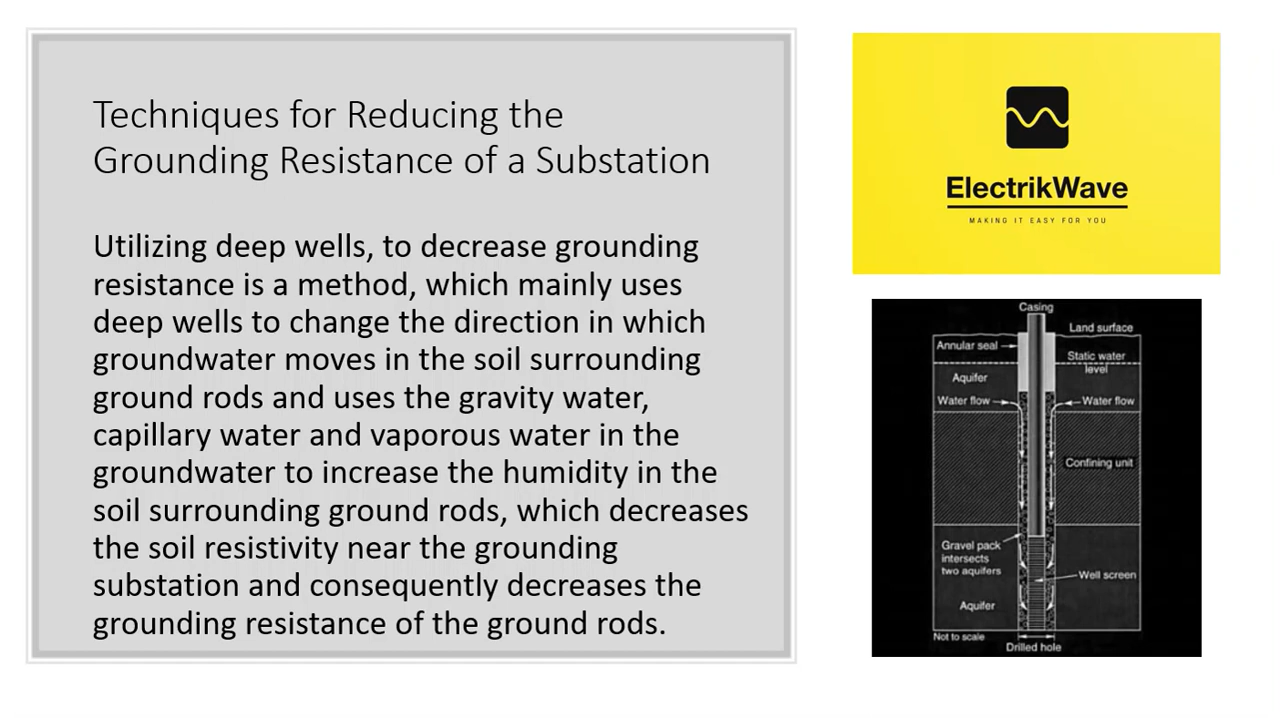 Techniques for Reducing the
Grounding Resistance of a Substation
Utilizing deep wells, to decrease grounding
resistance is a method, which mainly uses
deep wells to change the direction in which
groundwater moves in the soil surrounding
ground rods and uses the gravity water,
capillary water and vaporous water in the
groundwater to increase the humidity in the
soil surrounding ground rods, which decreases
the soil resistivity near the grounding
substation and consequently decreases the
grounding resistance of the ground rods.
ElectrikWave
MAKING IT EASY FOR YOU
Casing
Land surface
Annular seal
Static water
level
Aquifer
Water flow
Water flow
Confining unit
Gravel pack
intersects
two aquifers
Well screen
Aquifer
Not to scale
Drilled hole